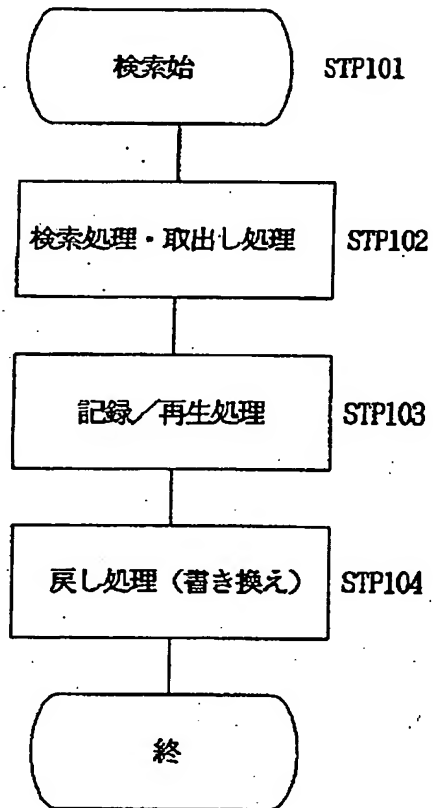 検索始 STP101
検索処理・取出し処理 STP102
記録／再生処理 STP103
戻し処理（書き換え） STP104
終